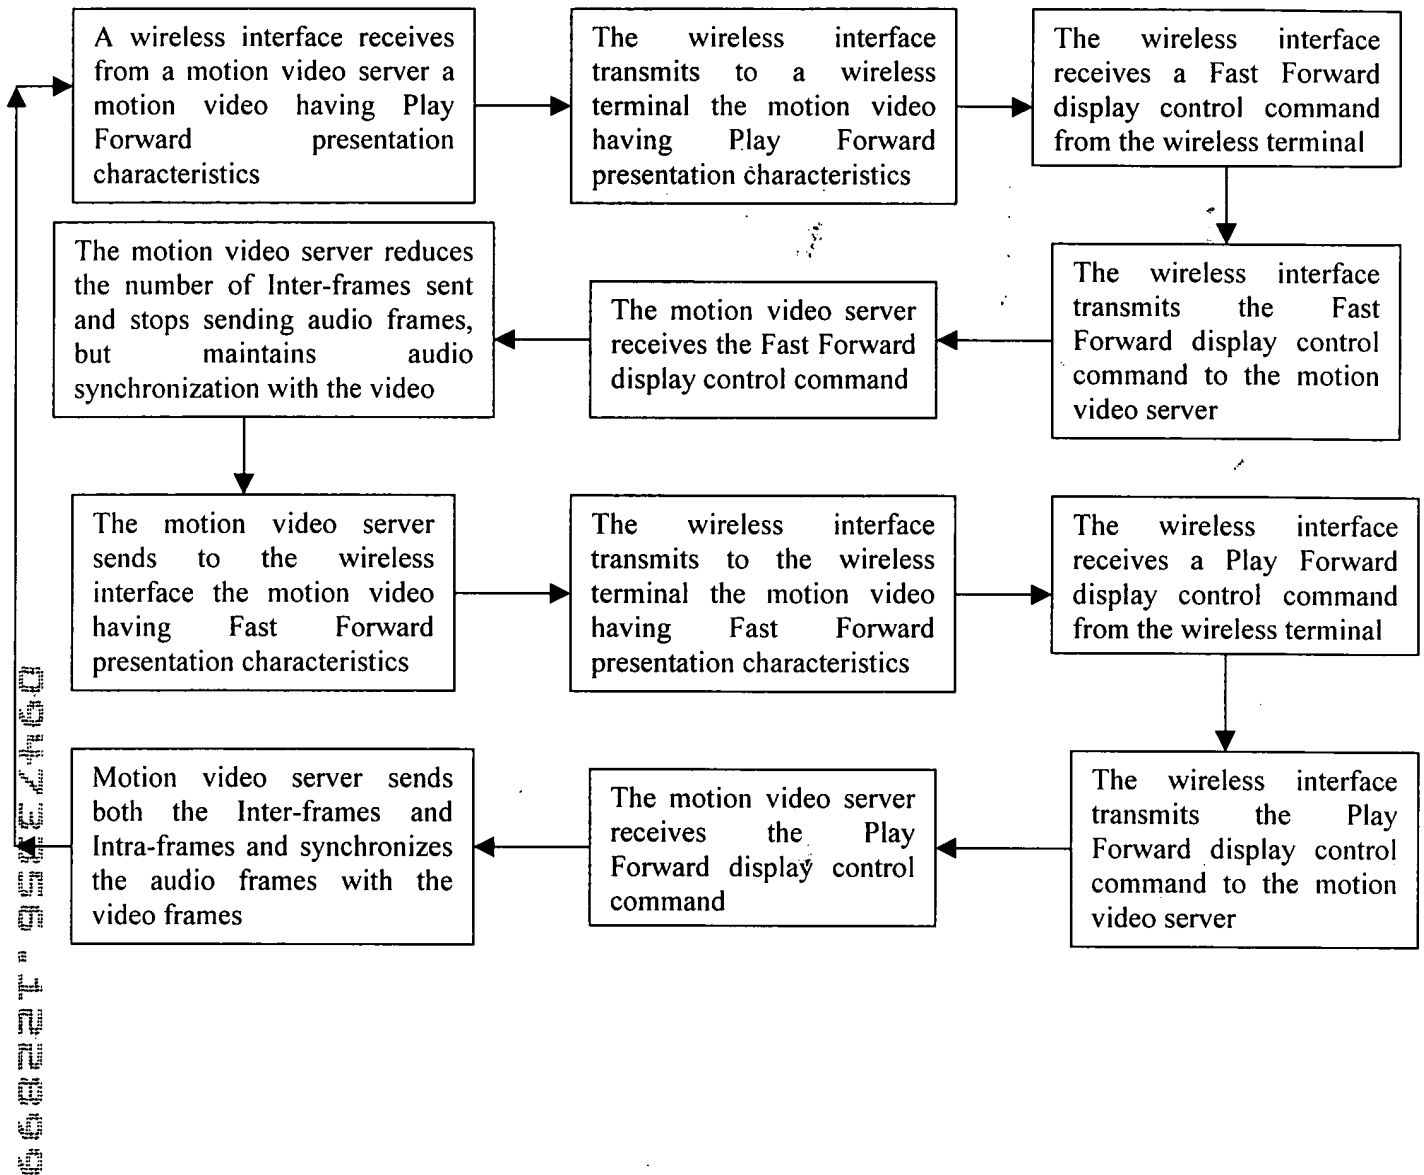 A wireless interface receives
from a motion video server a
motion video having Play
Forward presentation
characteristics
The wireless interface
transmits to a wireless
terminal the motion video
having Play Forward
presentation characteristics
The wireless interface
receives a Fast Forward
display control command
from the wireless terminal
The wireless interface
transmits the Fast
Forward display control
command to the motion
video server
The motion video server
receives the Fast Forward
display control command
The motion video server reduces
the number of Inter-frames sent
and stops sending audio frames,
but maintains audio
synchronization with the video
The motion video server
sends to the wireless
interface the motion video
having Fast Forward
presentation characteristics
The wireless interface
transmits to the wireless
terminal the motion video
having Fast Forward
presentation characteristics
The wireless interface
receives a Play Forward
display control command
from the wireless terminal
The wireless interface
transmits the Play
Forward display control
command to the motion
video server
The motion video server
receives the Play
Forward display control
command
Motion video server sends
both the Inter-frames and
Intra-frames and synchronizes
the audio frames with the
video frames